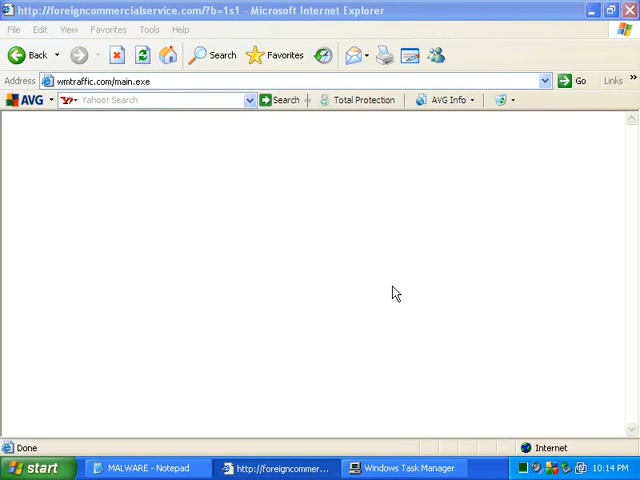 http://foreigncommercialservice.com/?b=1s1 - Microsoft Internet Explorer
File Edit View Favorites Tools Help
Back Search Favorites
Address wmtraffic.com/main.exe Go Links »
AVG Y! Yahoo! Search Search Total Protection AVG Info
Done Internet
start MALWARE - Notepad http://foreigncommer... Windows Task Manager 10:14 PM